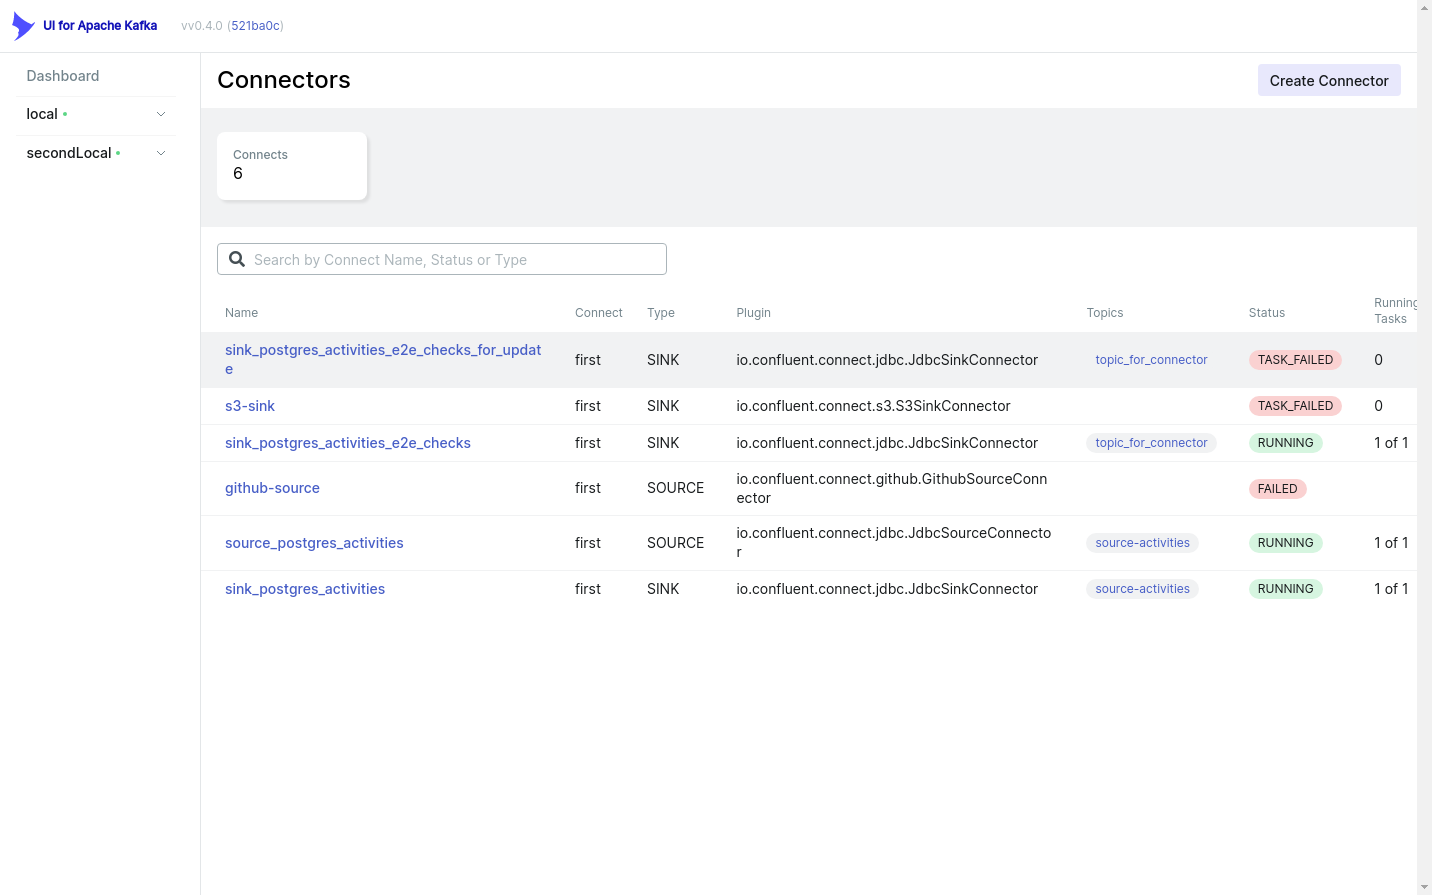 UI for Apache Kafka vv0.4.0 (521ba0c)
Dashboard
local
secondLocal
Connectors
Create Connector
Connects
6
Search by Connect Name, Status or Type
Name Connect Type Plugin Topics Status Running
Tasks
sink_postgres_activities_e2e_checks_for_updat
e first SINK io.confluent.connect.jdbc.JdbcSinkConnector topic_for_connector TASK_FAILED 0
s3-sink first SINK io.confluent.connect.s3.S3SinkConnector TASK_FAILED 0
sink_postgres_activities_e2e_checks first SINK io.confluent.connect.jdbc.JdbcSinkConnector topic_for_connector RUNNING 1 of 1
github-source first SOURCE io.confluent.connect.github.GithubSourceConn
ector FAILED
source_postgres_activities first SOURCE io.confluent.connect.jdbc.JdbcSourceConnecto
r source-activities RUNNING 1 of 1
sink_postgres_activities first SINK io.confluent.connect.jdbc.JdbcSinkConnector source-activities RUNNING 1 of 1